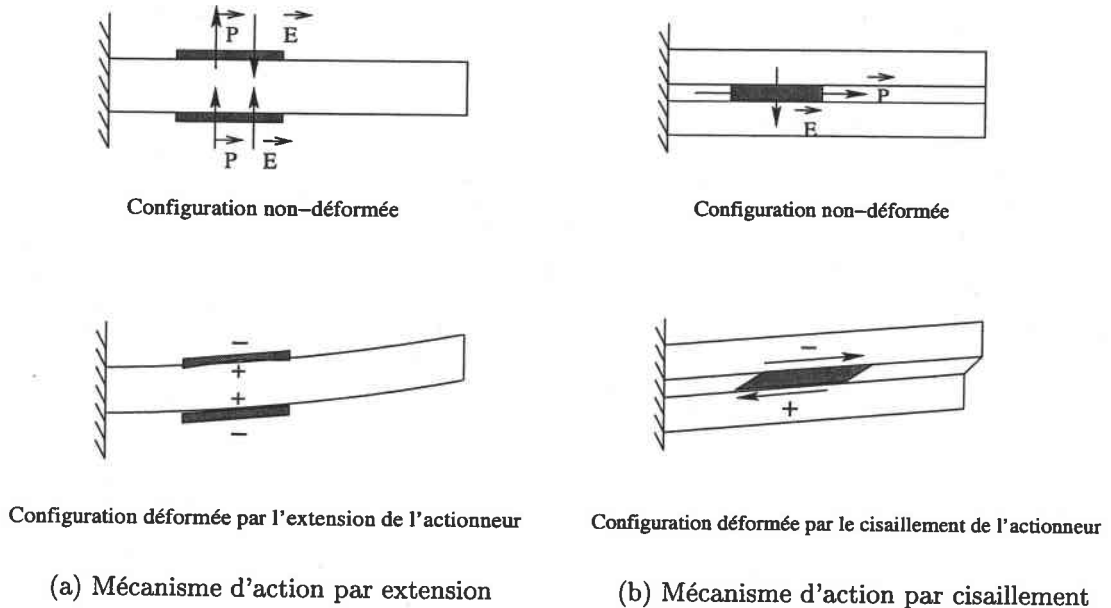 P E
P E
P
E
Configuration non–déformée
Configuration non–déformée
−
+
+
−
−
+
Configuration déformée par l'extension de l'actionneur
Configuration déformée par le cisaillement de l'actionneur
(a) Mécanisme d'action par extension
(b) Mécanisme d'action par cisaillement